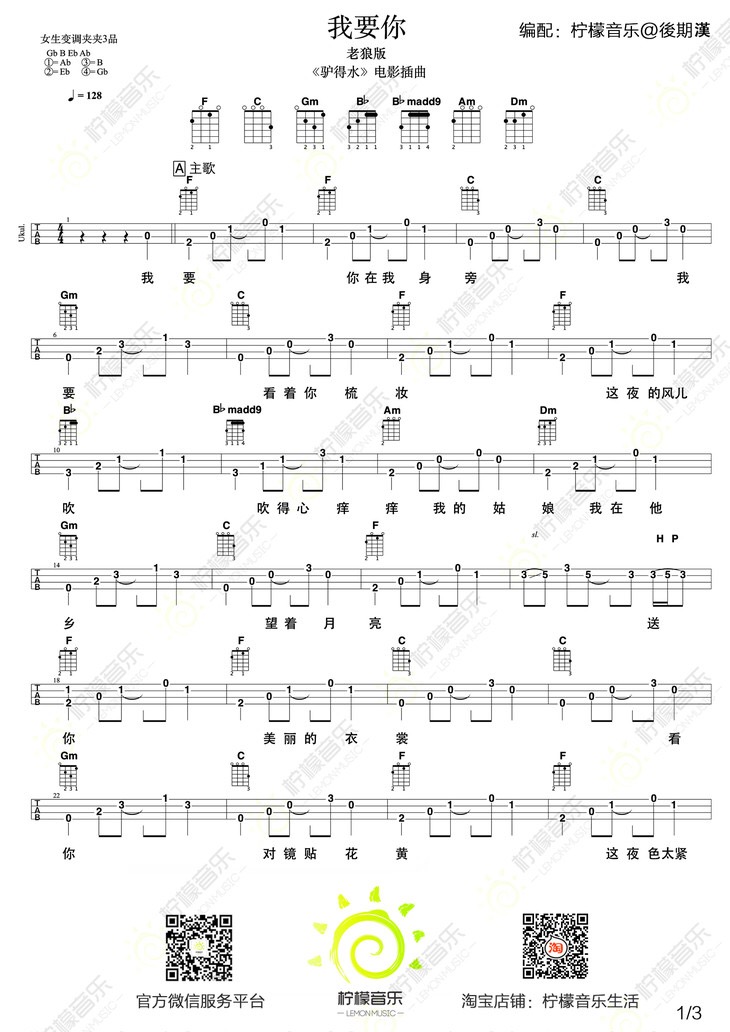 我要你
编配：柠檬音乐@後期漢
女生变调夹夹3品
老狼版
Gb B Eb Ab
①= Ab ③= B
②= Eb ④= Gb
《驴得水》电影插曲
♩= 128
F C Gm B♭ B♭madd9 Am Dm
A 主歌
F F C C
我 要 你 在 我 身 旁 我
Gm C F F
要 看 着 你 梳 妆 这 夜 的 风儿
B♭ B♭madd9 Am Dm
吹 吹 得 心 痒 痒 我 的 姑 娘 我 在 他
Gm C F sl. H P
乡 望 着 月 亮 送
F F C C
你 美 丽 的 衣 裳 看
Gm C F F
你 对 镜 贴 花 黄 这 夜 色 太紧
官方微信服务平台
柠檬音乐
LEMONMUSIC
淘宝店铺：柠檬音乐生活
1/3